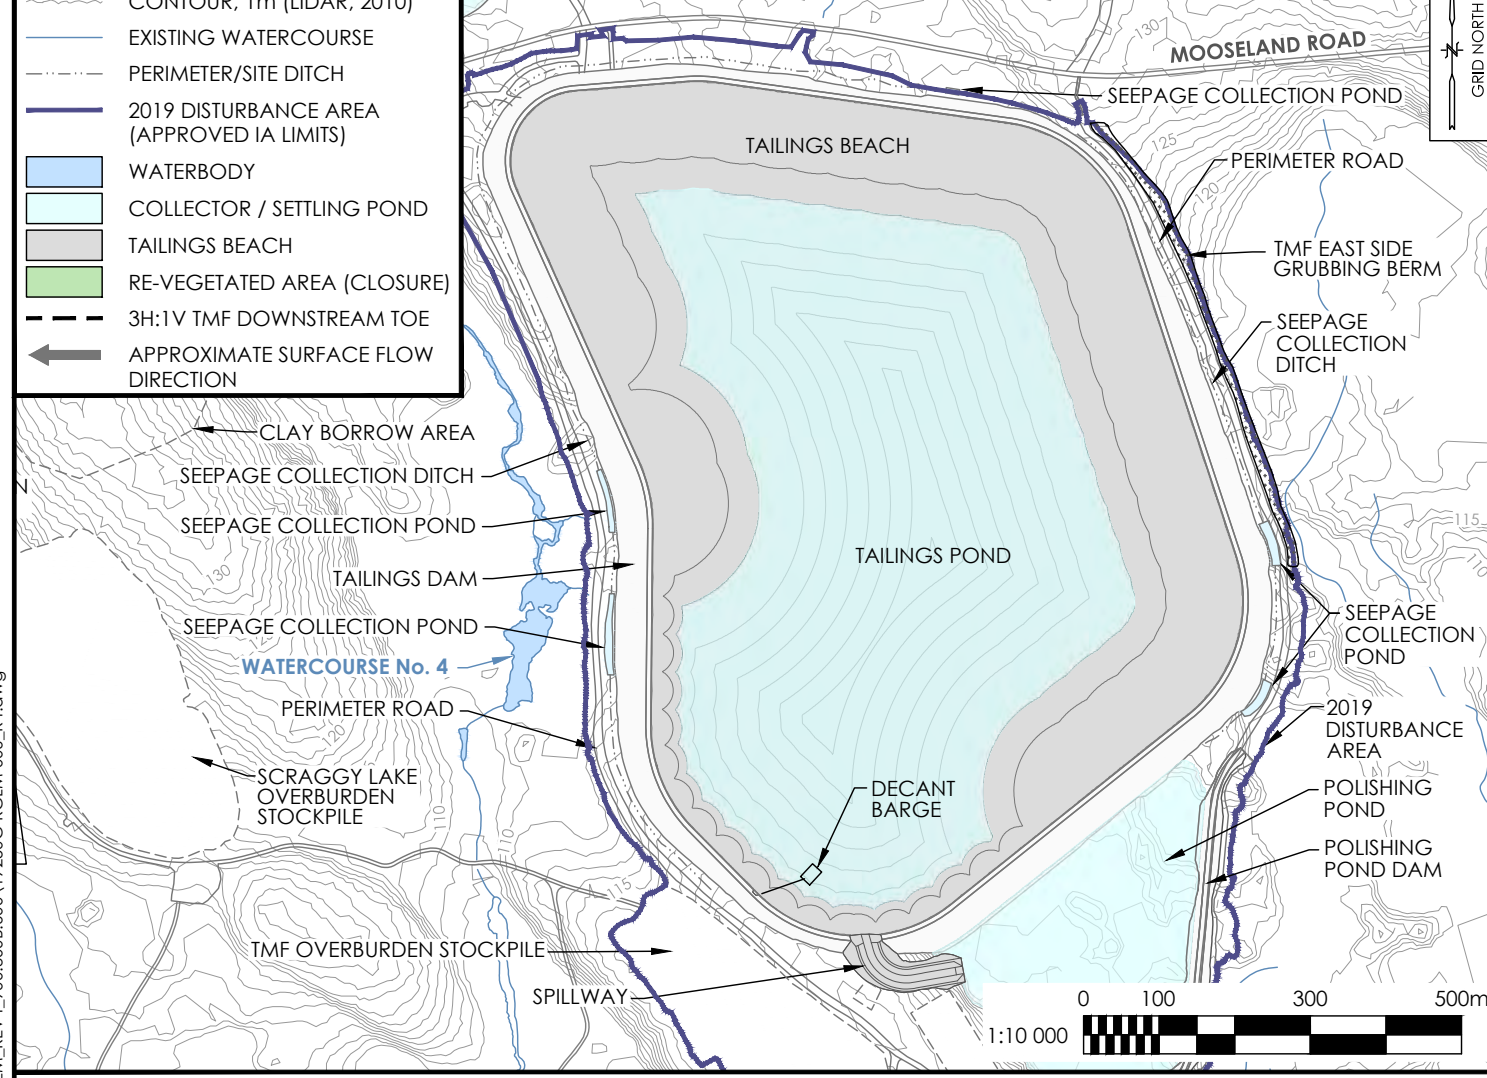 CONTOUR, 1m (LIDAR, 2010)
EXISTING WATERCOURSE
PERIMETER/SITE DITCH
2019 DISTURBANCE AREA
(APPROVED IA LIMITS)
WATERBODY
COLLECTOR / SETTLING POND
TAILINGS BEACH
RE-VEGETATED AREA (CLOSURE)
3H:1V TMF DOWNSTREAM TOE
APPROXIMATE SURFACE FLOW
DIRECTION
130
MOOSELAND ROAD
N
GRID NORTH
SEEPAGE COLLECTION POND
TAILINGS BEACH
125
PERIMETER ROAD
120
TMF EAST SIDE
GRUBBING BERM
SEEPAGE
COLLECTION
DITCH
CLAY BORROW AREA
SEEPAGE COLLECTION DITCH
SEEPAGE COLLECTION POND
115
TAILINGS POND
130
TAILINGS DAM
110
SEEPAGE COLLECTION POND
SEEPAGE
COLLECTION
POND
WATERCOURSE No. 4
PERIMETER ROAD
120
2019
DISTURBANCE
AREA
SCRAGGY LAKE
OVERBURDEN
STOCKPILE
DECANT
BARGE
POLISHING
POND
110
POLISHING
POND DAM
115
TMF OVERBURDEN STOCKPILE
SPILLWAY
0 100 300 500m
1:10 000